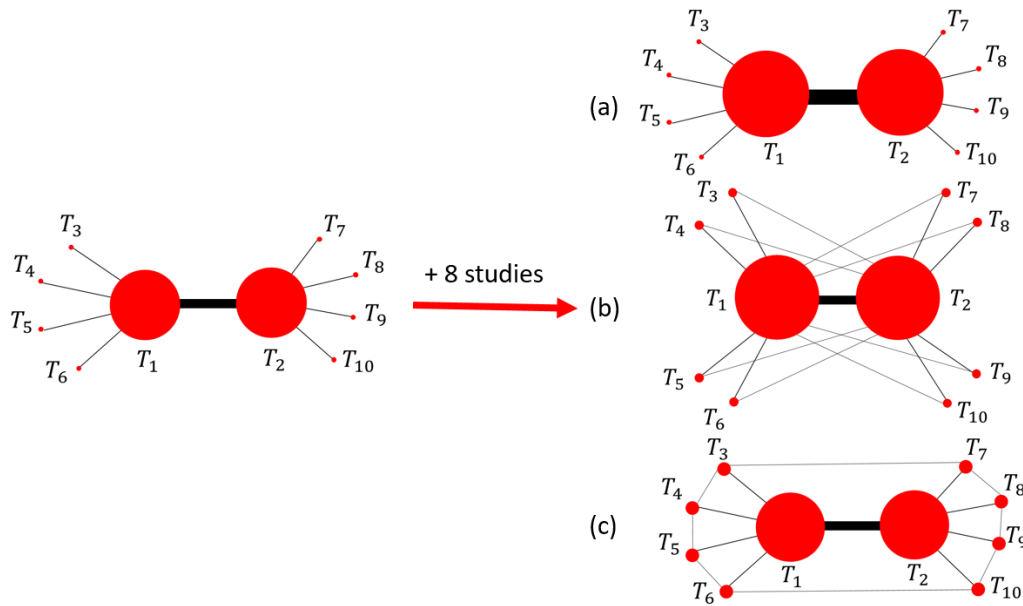 T₃
T₄
T₅
T₆
T₁
T₂
T₇
T₈
T₉
T₁₀
+ 8 studies
(a)
T₃
T₄
T₅
T₆
T₁
T₂
T₇
T₈
T₉
T₁₀
(b)
T₃
T₄
T₁
T₅
T₆
T₇
T₈
T₂
T₉
T₁₀
(c)
T₃
T₄
T₅
T₆
T₁
T₂
T₇
T₈
T₉
T₁₀